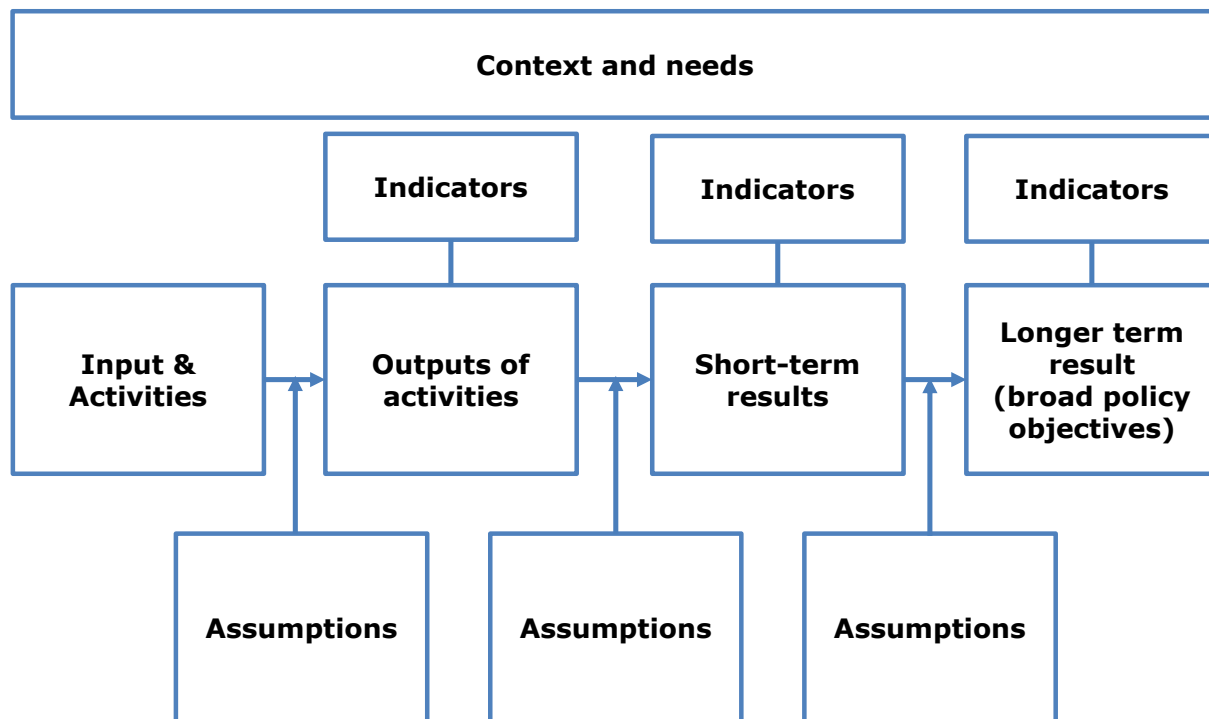 Context and needs
Indicators
Indicators
Indicators
Input &
Activities
Outputs of
activities
Short-term
results
Longer term
result
(broad policy
objectives)
Assumptions
Assumptions
Assumptions